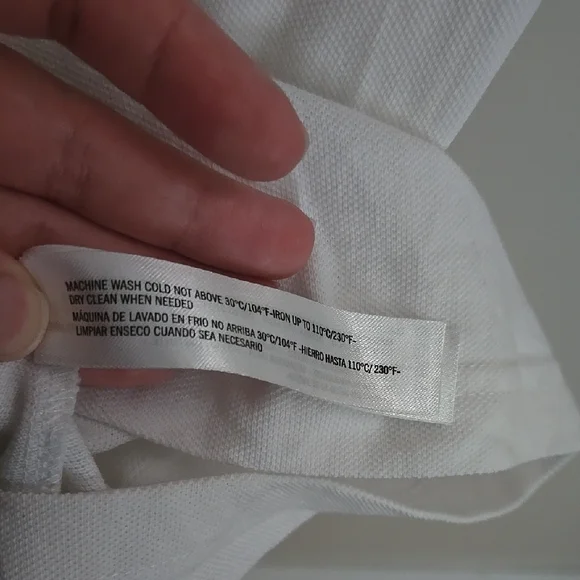 MACHINE WASH COLD NOT ABOVE 30°C/104°F-IRON UP TO 110°C/230°F-
DRY CLEAN WHEN NEEDED
MÁQUINA DE LAVADO EN FRIO NO ARRIBA 30°C/104°F -HIERRO HASTA 110°C/ 230°F-
LIMPIAR ENSECO CUANDO SEA NECESARIO